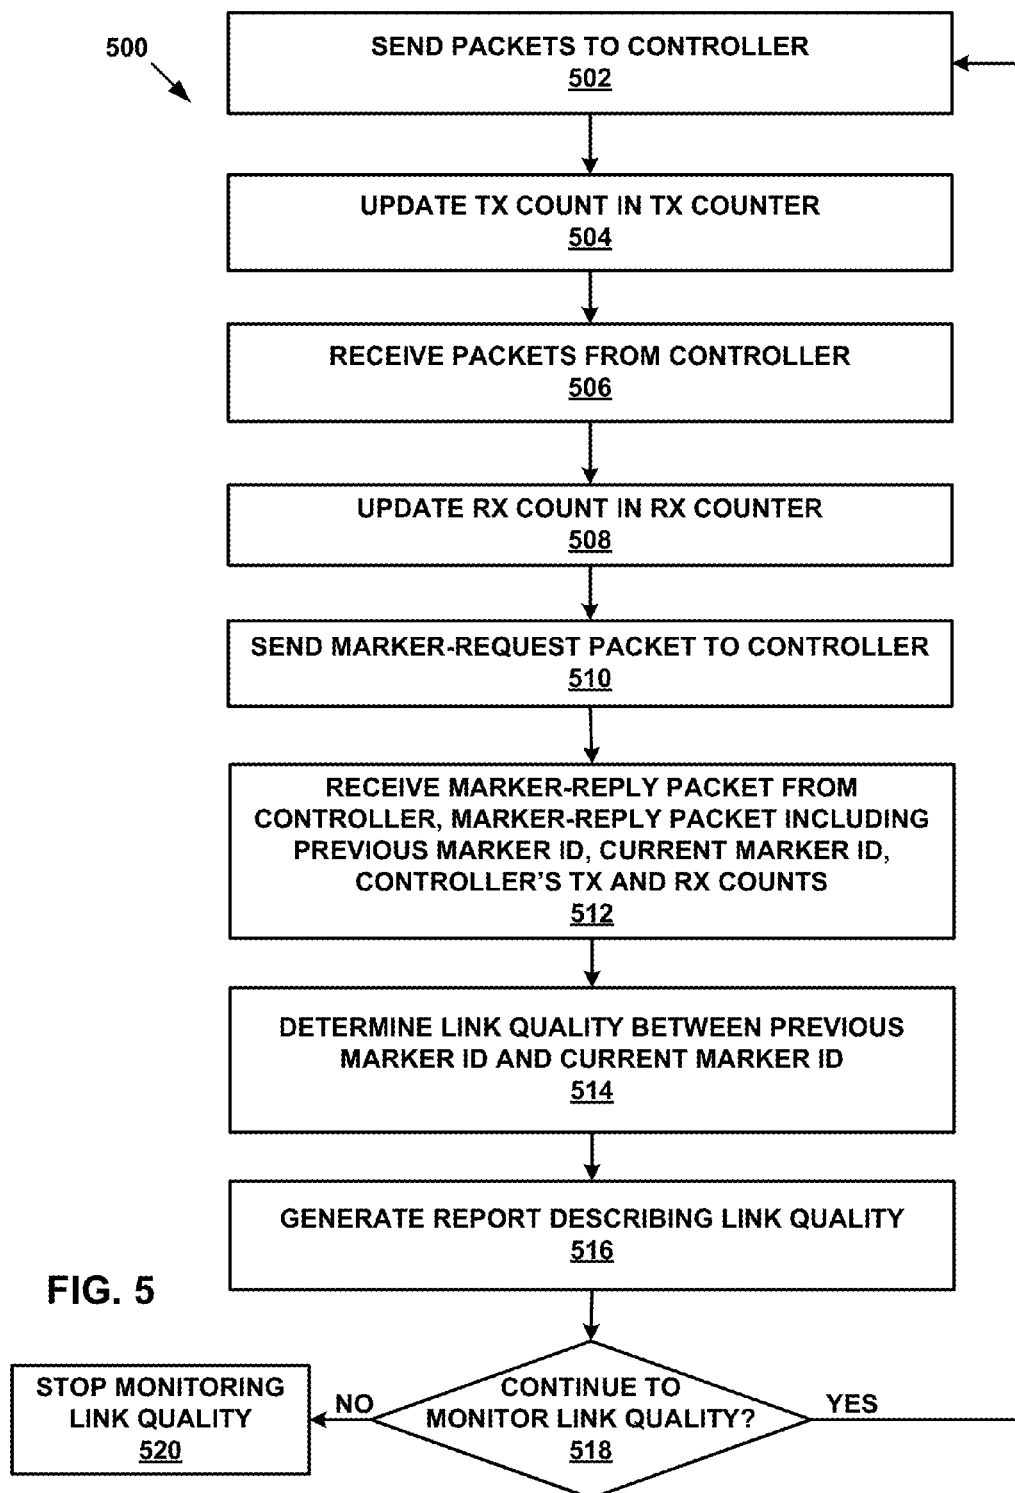 500
SEND PACKETS TO CONTROLLER
502
UPDATE TX COUNT IN TX COUNTER
504
RECEIVE PACKETS FROM CONTROLLER
506
UPDATE RX COUNT IN RX COUNTER
508
SEND MARKER-REQUEST PACKET TO CONTROLLER
510
RECEIVE MARKER-REPLY PACKET FROM
CONTROLLER, MARKER-REPLY PACKET INCLUDING
PREVIOUS MARKER ID, CURRENT MARKER ID,
CONTROLLER'S TX AND RX COUNTS
512
DETERMINE LINK QUALITY BETWEEN PREVIOUS
MARKER ID AND CURRENT MARKER ID
514
GENERATE REPORT DESCRIBING LINK QUALITY
516
FIG. 5
CONTINUE TO
MONITOR LINK QUALITY?
518
YES
NO
STOP MONITORING
LINK QUALITY
520